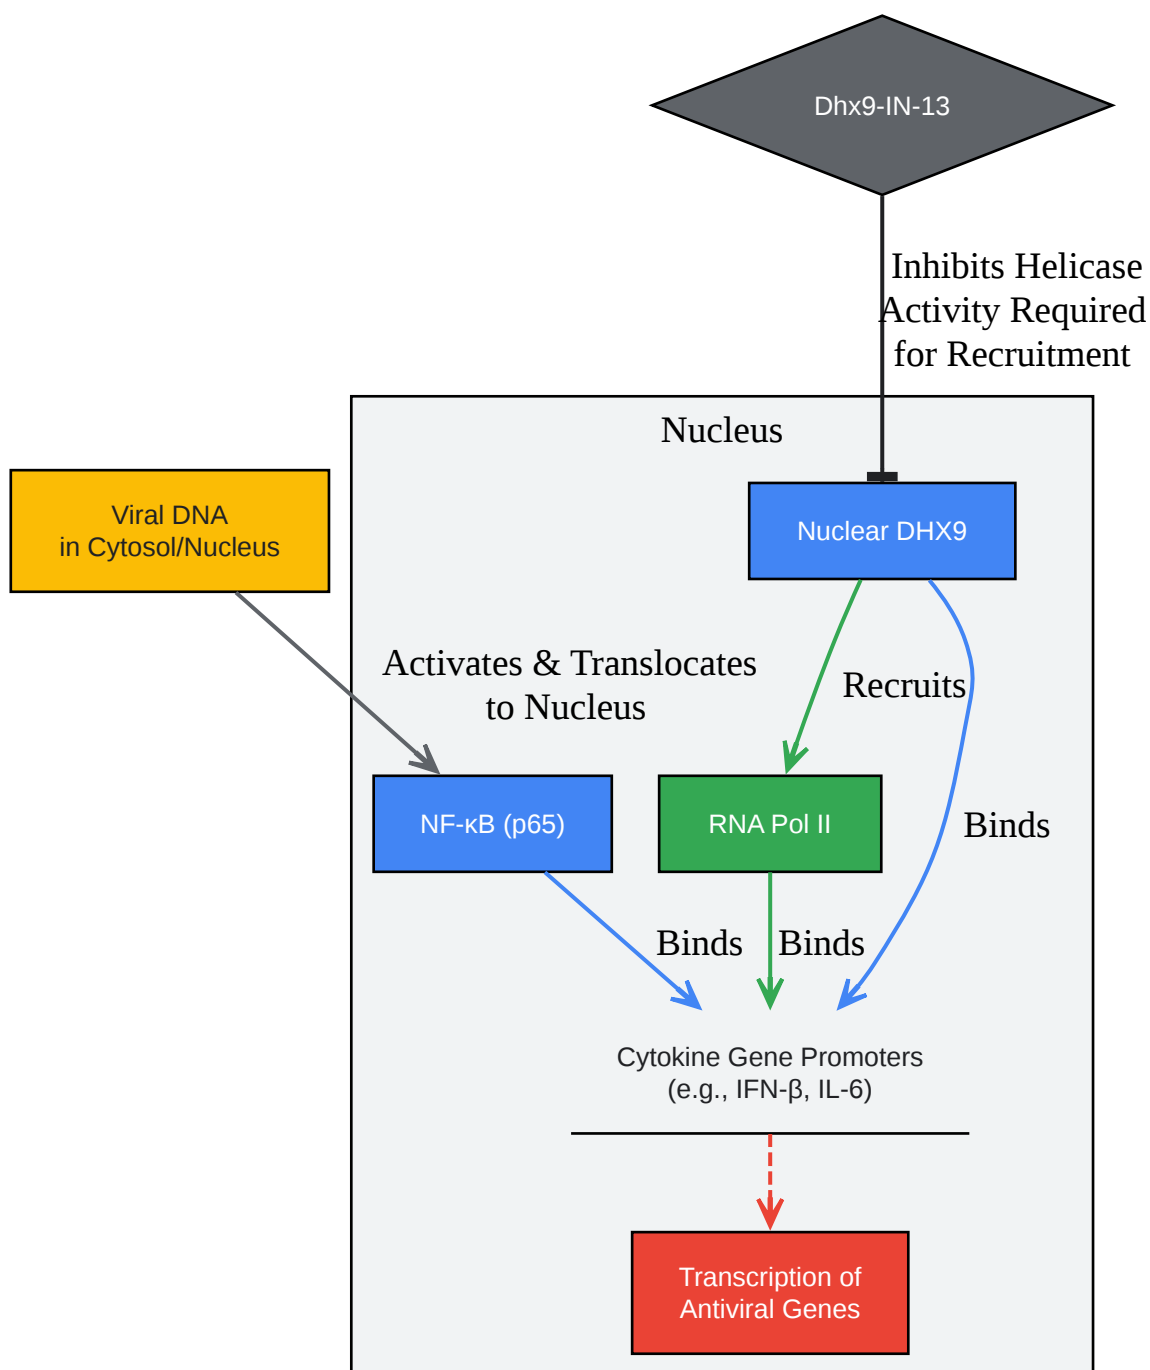 Dhx9-IN-13
Inhibits Helicase
Activity Required
for Recruitment
Nucleus
Viral DNA
in Cytosol/Nucleus
Nuclear DHX9
Activates & Translocates
to Nucleus
Recruits
NF-κB (p65)
RNA Pol II
Binds
Binds
Binds
Cytokine Gene Promoters
(e.g., IFN-β, IL-6)
Transcription of
Antiviral Genes